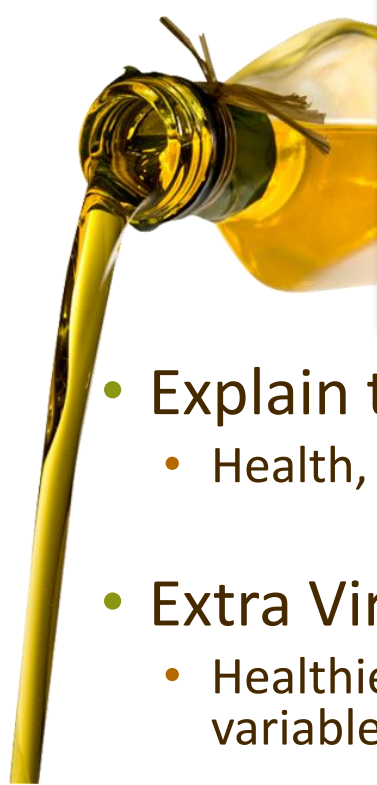 • Explain t
• Health,
• Extra Vir
• Healthie
variable